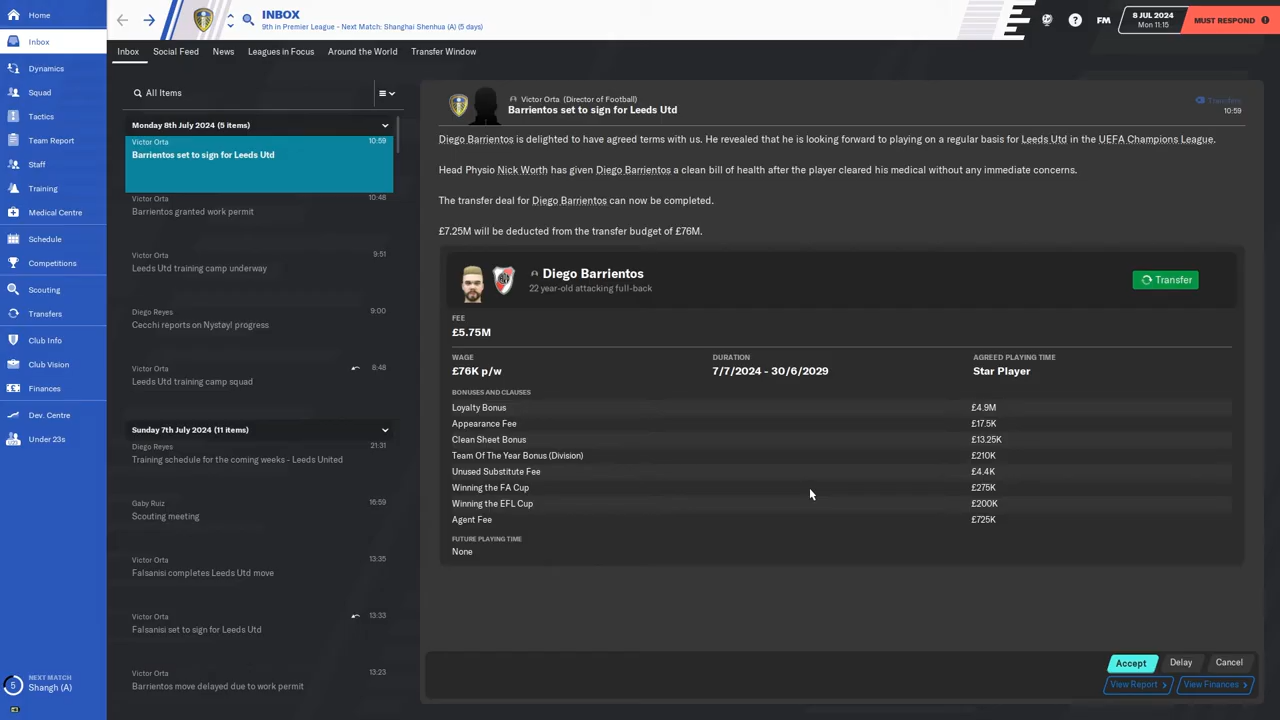 Home
Inbox
Dynamics
Squad
Tactics
Team Report
Staff
Training
Medical Centre
Schedule
Competitions
Scouting
Transfers
Club Info
Club Vision
Finances
Dev. Centre
Under 23s
5
NEXT MATCH
Shangh (A)
INBOX
9th in Premier League - Next Match: Shanghai Shenhua (A) (5 days)
?
FM
8 JUL 2024
Mon 11:15
MUST RESPOND
Inbox
Social Feed
News
Leagues in Focus
Around the World
Transfer Window
All Items
Monday 8th July 2024 (5 items)
Victor Orta 10:59
Barrientos set to sign for Leeds Utd
Victor Orta 10:48
Barrientos granted work permit
Victor Orta 9:51
Leeds Utd training camp underway
Diego Reyes 9:00
Cecchi reports on Nystøyl progress
Victor Orta 8:48
Leeds Utd training camp squad
Sunday 7th July 2024 (11 items)
Diego Reyes 21:31
Training schedule for the coming weeks - Leeds United
Gaby Ruiz 16:59
Scouting meeting
Victor Orta 13:35
Falsanisi completes Leeds Utd move
Victor Orta 13:33
Falsanisi set to sign for Leeds Utd
Victor Orta 13:23
Barrientos move delayed due to work permit
Victor Orta (Director of Football)
Barrientos set to sign for Leeds Utd
Transfers
10:59
Diego Barrientos is delighted to have agreed terms with us. He revealed that he is looking forward to playing on a regular basis for Leeds Utd in the UEFA Champions League.
Head Physio Nick Worth has given Diego Barrientos a clean bill of health after the player cleared his medical without any immediate concerns.
The transfer deal for Diego Barrientos can now be completed.
£7.25M will be deducted from the transfer budget of £76M.
Diego Barrientos
22 year-old attacking full-back
Transfer
FEE
£5.75M
WAGE DURATION AGREED PLAYING TIME
£76K p/w 7/7/2024 - 30/6/2029 Star Player
BONUSES AND CLAUSES
Loyalty Bonus £4.9M
Appearance Fee £17.5K
Clean Sheet Bonus £13.25K
Team Of The Year Bonus (Division) £210K
Unused Substitute Fee £4.4K
Winning the FA Cup £275K
Winning the EFL Cup £200K
Agent Fee £725K
FUTURE PLAYING TIME
None
Accept Delay Cancel
View Report View Finances